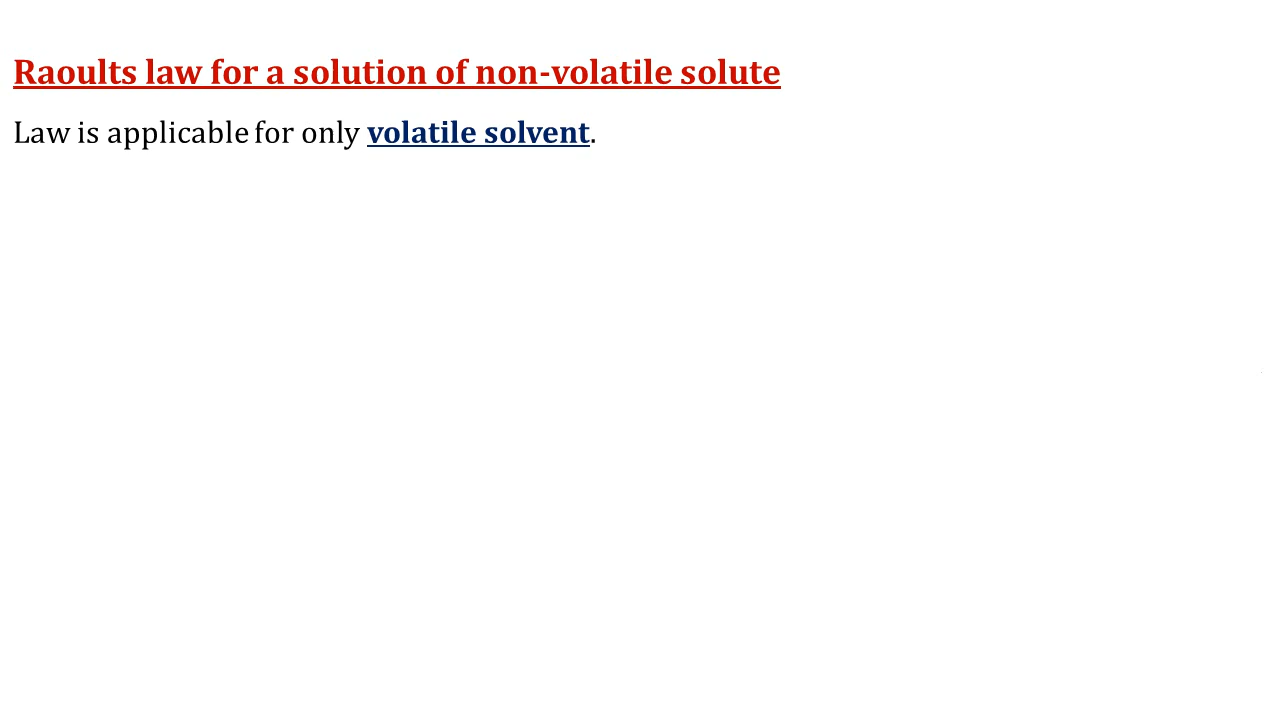 Raoults law for a solution of non-volatile solute
Law is applicable for only volatile solvent.